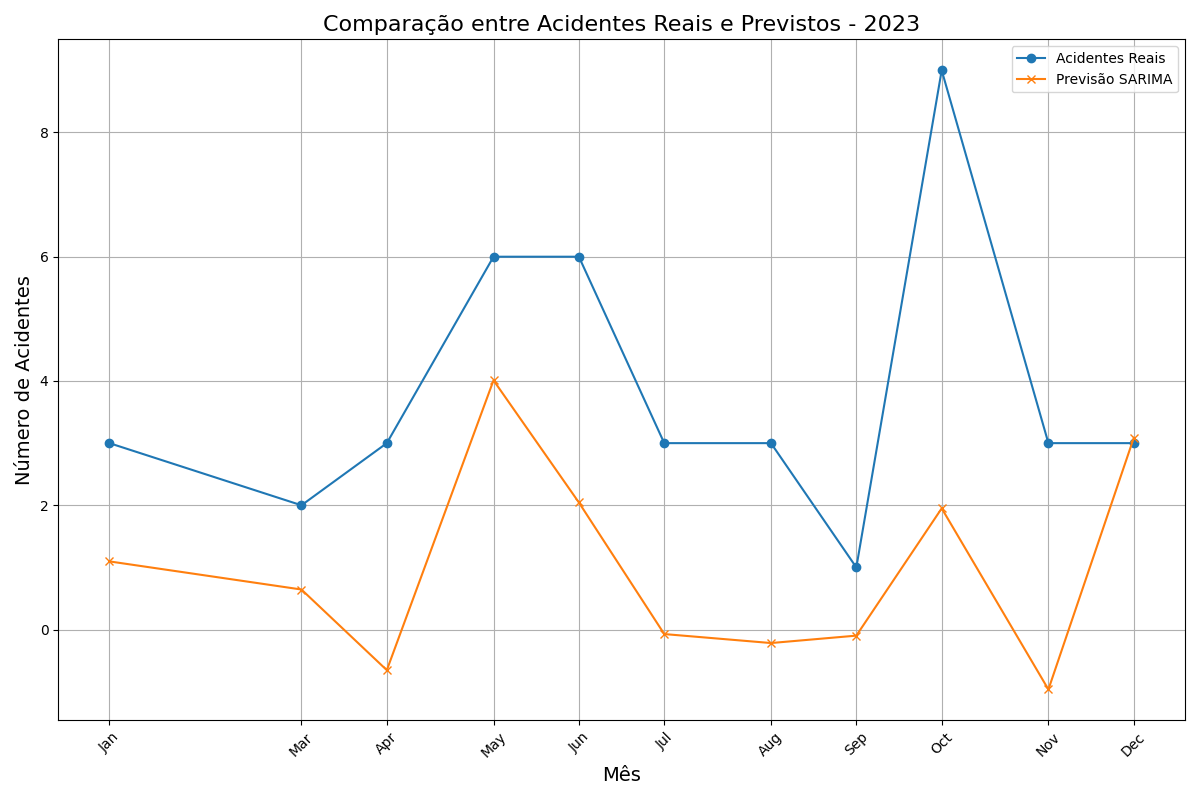 Comparação entre Acidentes Reais e Previstos - 2023
Acidentes Reais
Previsão SARIMA
Número de Acidentes
8
6
4
2
0
Jan
Mar
Apr
May
Jun
Jul
Aug
Sep
Oct
Nov
Dec
Mês